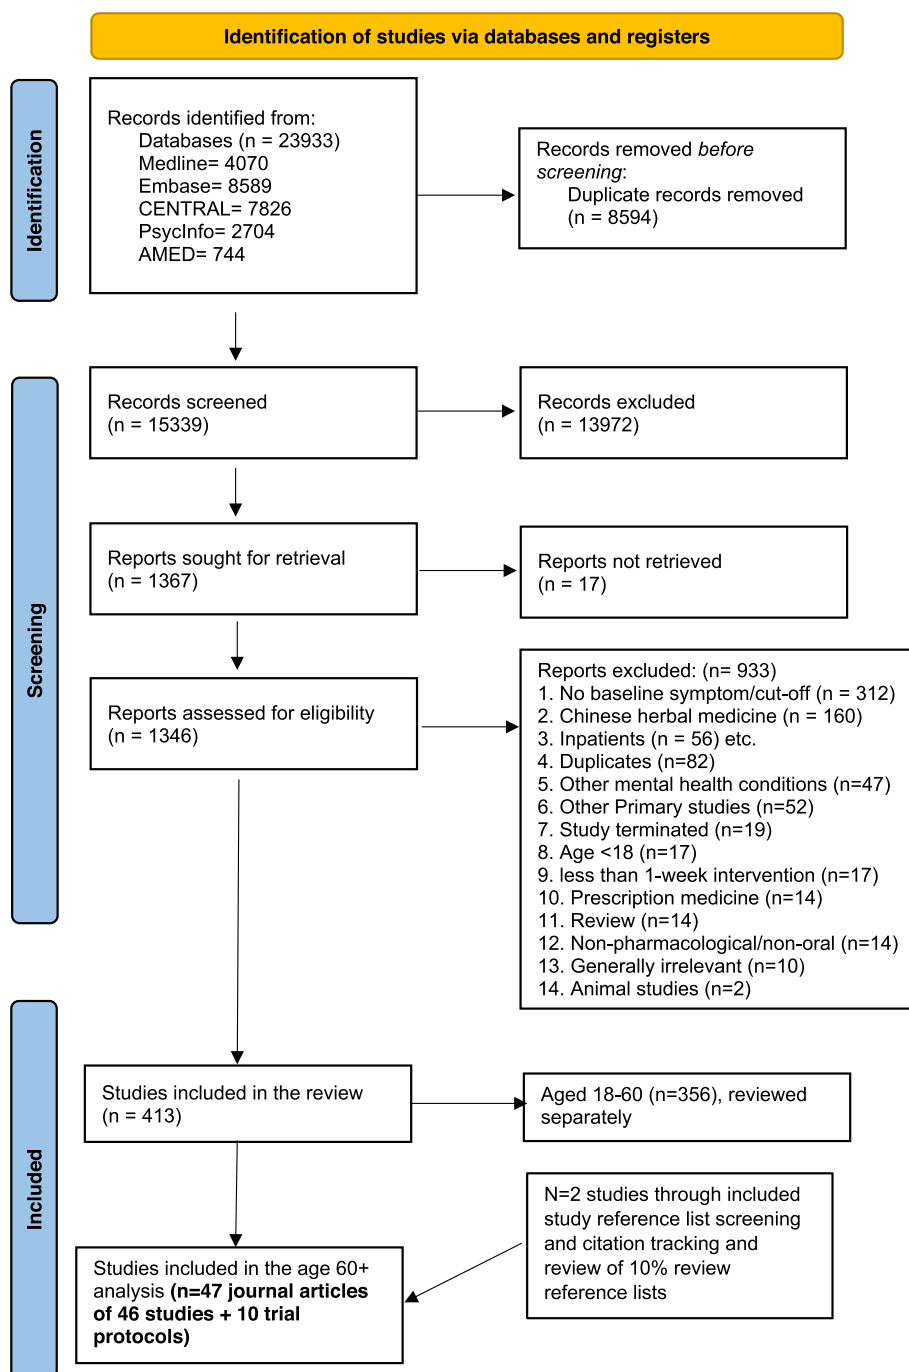 Identification of studies via databases and registers
Identification
Records identified from:
Databases (n = 23933)
Medline= 4070
Embase= 8589
CENTRAL= 7826
PsycInfo= 2704
AMED= 744
Records removed before
screening:
Duplicate records removed
(n = 8594)
Screening
Records screened
(n = 15339)
Records excluded
(n = 13972)
Reports sought for retrieval
(n = 1367)
Reports not retrieved
(n = 17)
Reports assessed for eligibility
(n = 1346)
Reports excluded: (n= 933)
1. No baseline symptom/cut-off (n = 312)
2. Chinese herbal medicine (n = 160)
3. Inpatients (n = 56) etc.
4. Duplicates (n=82)
5. Other mental health conditions (n=47)
6. Other Primary studies (n=52)
7. Study terminated (n=19)
8. Age <18 (n=17)
9. less than 1-week intervention (n=17)
10. Prescription medicine (n=14)
11. Review (n=14)
12. Non-pharmacological/non-oral (n=14)
13. Generally irrelevant (n=10)
14. Animal studies (n=2)
Included
Studies included in the review
(n = 413)
Aged 18-60 (n=356), reviewed
separately
N=2 studies through included
study reference list screening
and citation tracking and
review of 10% review
reference lists
Studies included in the age 60+
analysis (n=47 journal articles
of 46 studies + 10 trial
protocols)